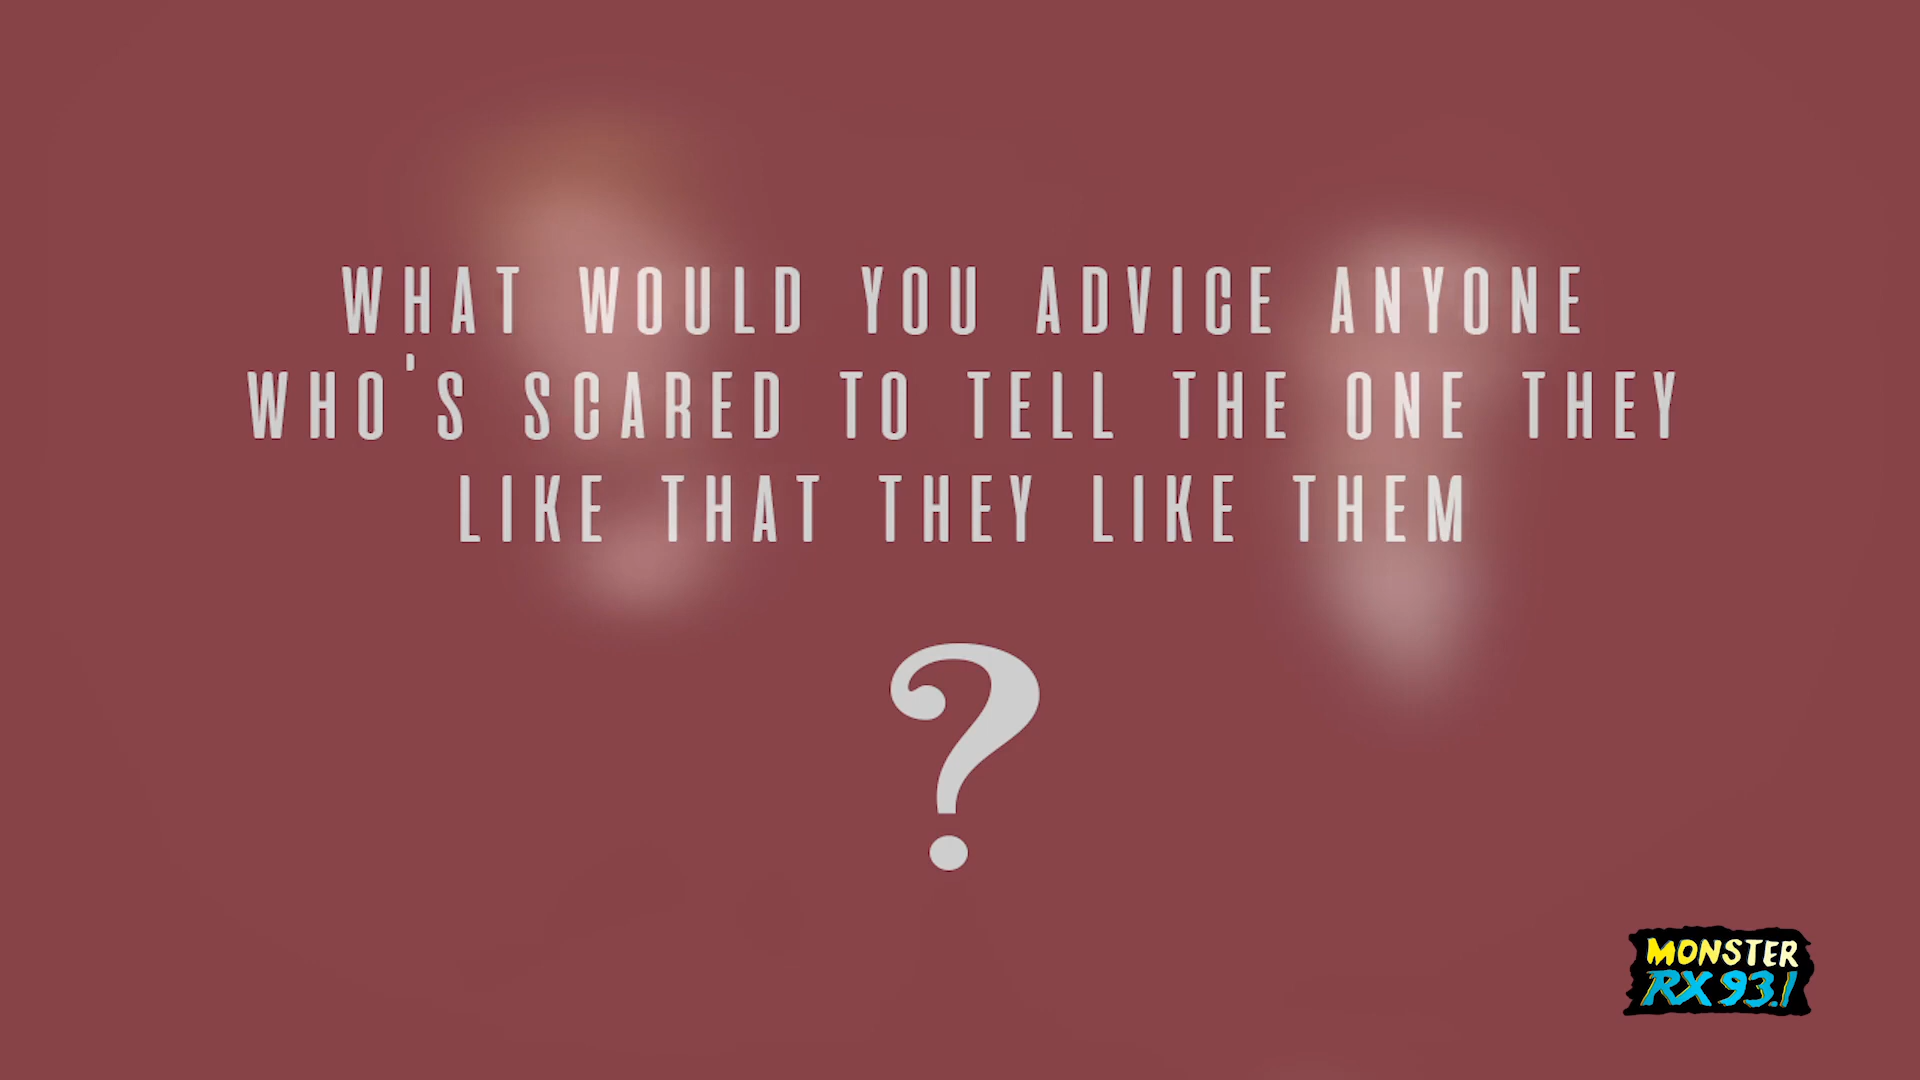 WHAT WOULD YOU ADVICE ANYONE
WHO'S SCARED TO TELL THE ONE THEY
LIKE THAT THEY LIKE THEM
?
MONSTER
RX 93.1